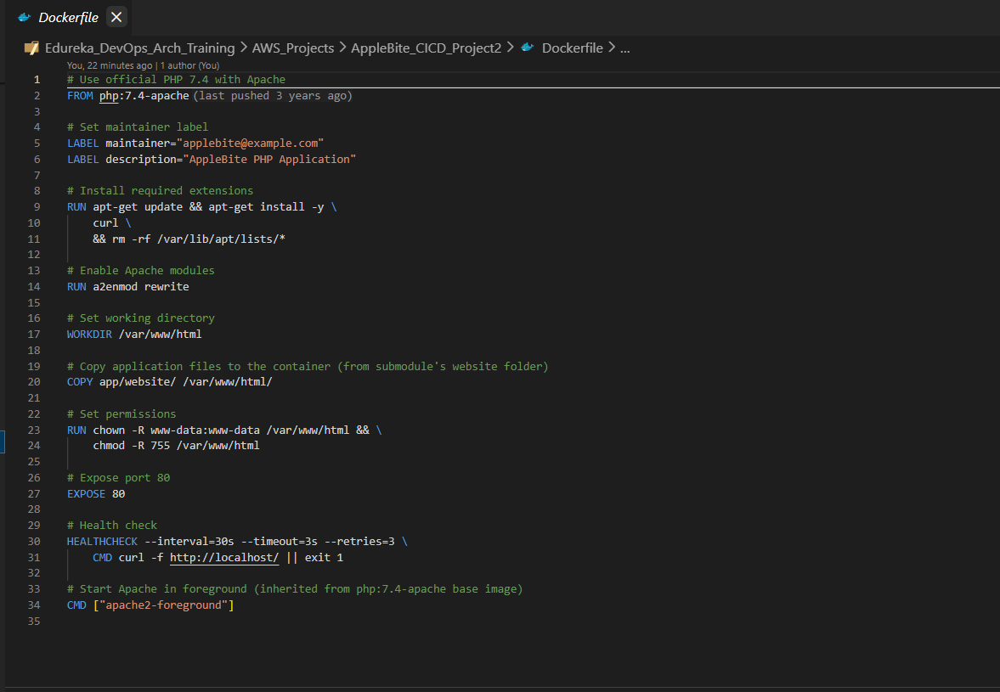 Dockerfile
Edureka_DevOps_Arch_Training > AWS_Projects > AppleBite_CICD_Project2 > Dockerfile > ...
You, 22 minutes ago | 1 author (You)
1 # Use official PHP 7.4 with Apache
2 FROM php:7.4-apache (last pushed 3 years ago)
3
4 # Set maintainer label
5 LABEL maintainer="applebite@example.com"
6 LABEL description="AppleBite PHP Application"
7
8 # Install required extensions
9 RUN apt-get update && apt-get install -y \
10     curl \
11     && rm -rf /var/lib/apt/lists/*
12
13 # Enable Apache modules
14 RUN a2enmod rewrite
15
16 # Set working directory
17 WORKDIR /var/www/html
18
19 # Copy application files to the container (from submodule's website folder)
20 COPY app/website/ /var/www/html/
21
22 # Set permissions
23 RUN chown -R www-data:www-data /var/www/html && \
24     chmod -R 755 /var/www/html
25
26 # Expose port 80
27 EXPOSE 80
28
29 # Health check
30 HEALTHCHECK --interval=30s --timeout=3s --retries=3 \
31     CMD curl -f http://localhost/ || exit 1
32
33 # Start Apache in foreground (inherited from php:7.4-apache base image)
34 CMD ["apache2-foreground"]
35